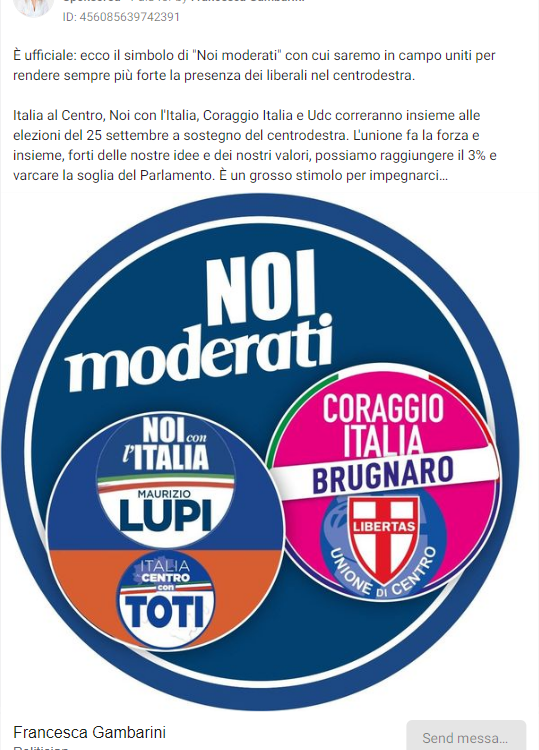 ID: 456085639742391
È ufficiale: ecco il simbolo di "Noi moderati" con cui saremo in campo uniti per
rendere sempre più forte la presenza dei liberali nel centrodestra.
Italia al Centro, Noi con l'Italia, Coraggio Italia e Udc correranno insieme alle
elezioni del 25 settembre a sostegno del centrodestra. L'unione fa la forza e
insieme, forti delle nostre idee e dei nostri valori, possiamo raggiungere il 3% e
varcare la soglia del Parlamento. È un grosso stimolo per impegnarci...
NOI
moderati
NOI con
l'ITALIA
MAURIZIO
LUPI
ITALIA
CENTRO
con
TOTI
CORAGGIO
ITALIA
BRUGNARO
LIBERTAS
UNIONE DI CENTRO
Francesca Gambarini
Send messa...